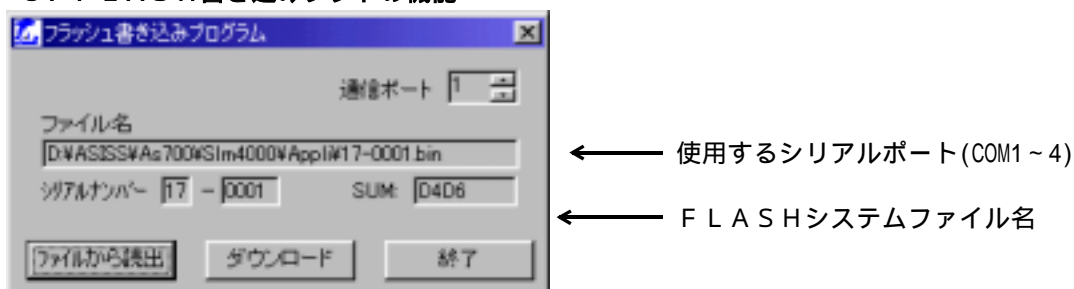 フラッシュ書き込みプログラム
通信ポート 1
ファイル名
D:¥ASISS¥As700¥Slm4000¥Appli¥17-0001.bin
シリアルナンバー 17 - 0001 SUM: D4D6
ファイルから読出 ダウンロード 終了
使用するシリアルポート(COM1~4)
FLASHシステムファイル名